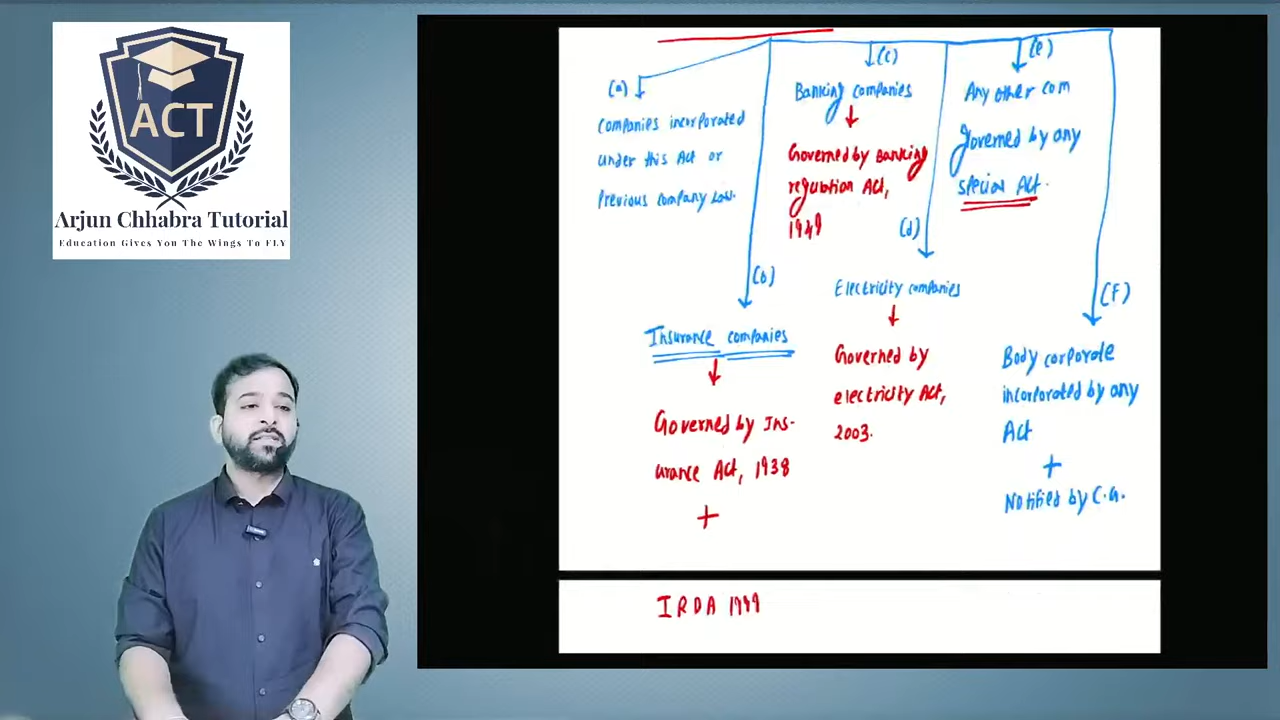 ACT
Arjun Chhabra Tutorial
Education Gives You The Wings To FLY
(a)
Companies incorporated
under this Act or
Previous company Law.
(b)
Insurance companies
Governed by Ins-
urance Act, 1938
+
IRDA 1999
(c)
Banking companies
Governed by Banking
regulation Act,
1949
(d)
Electricity companies
Governed by
electricity Act,
2003.
(e)
Any other com
Governed by any
special Act.
(F)
Body corporate
incorporated by any
Act
+
Notified by C.G.